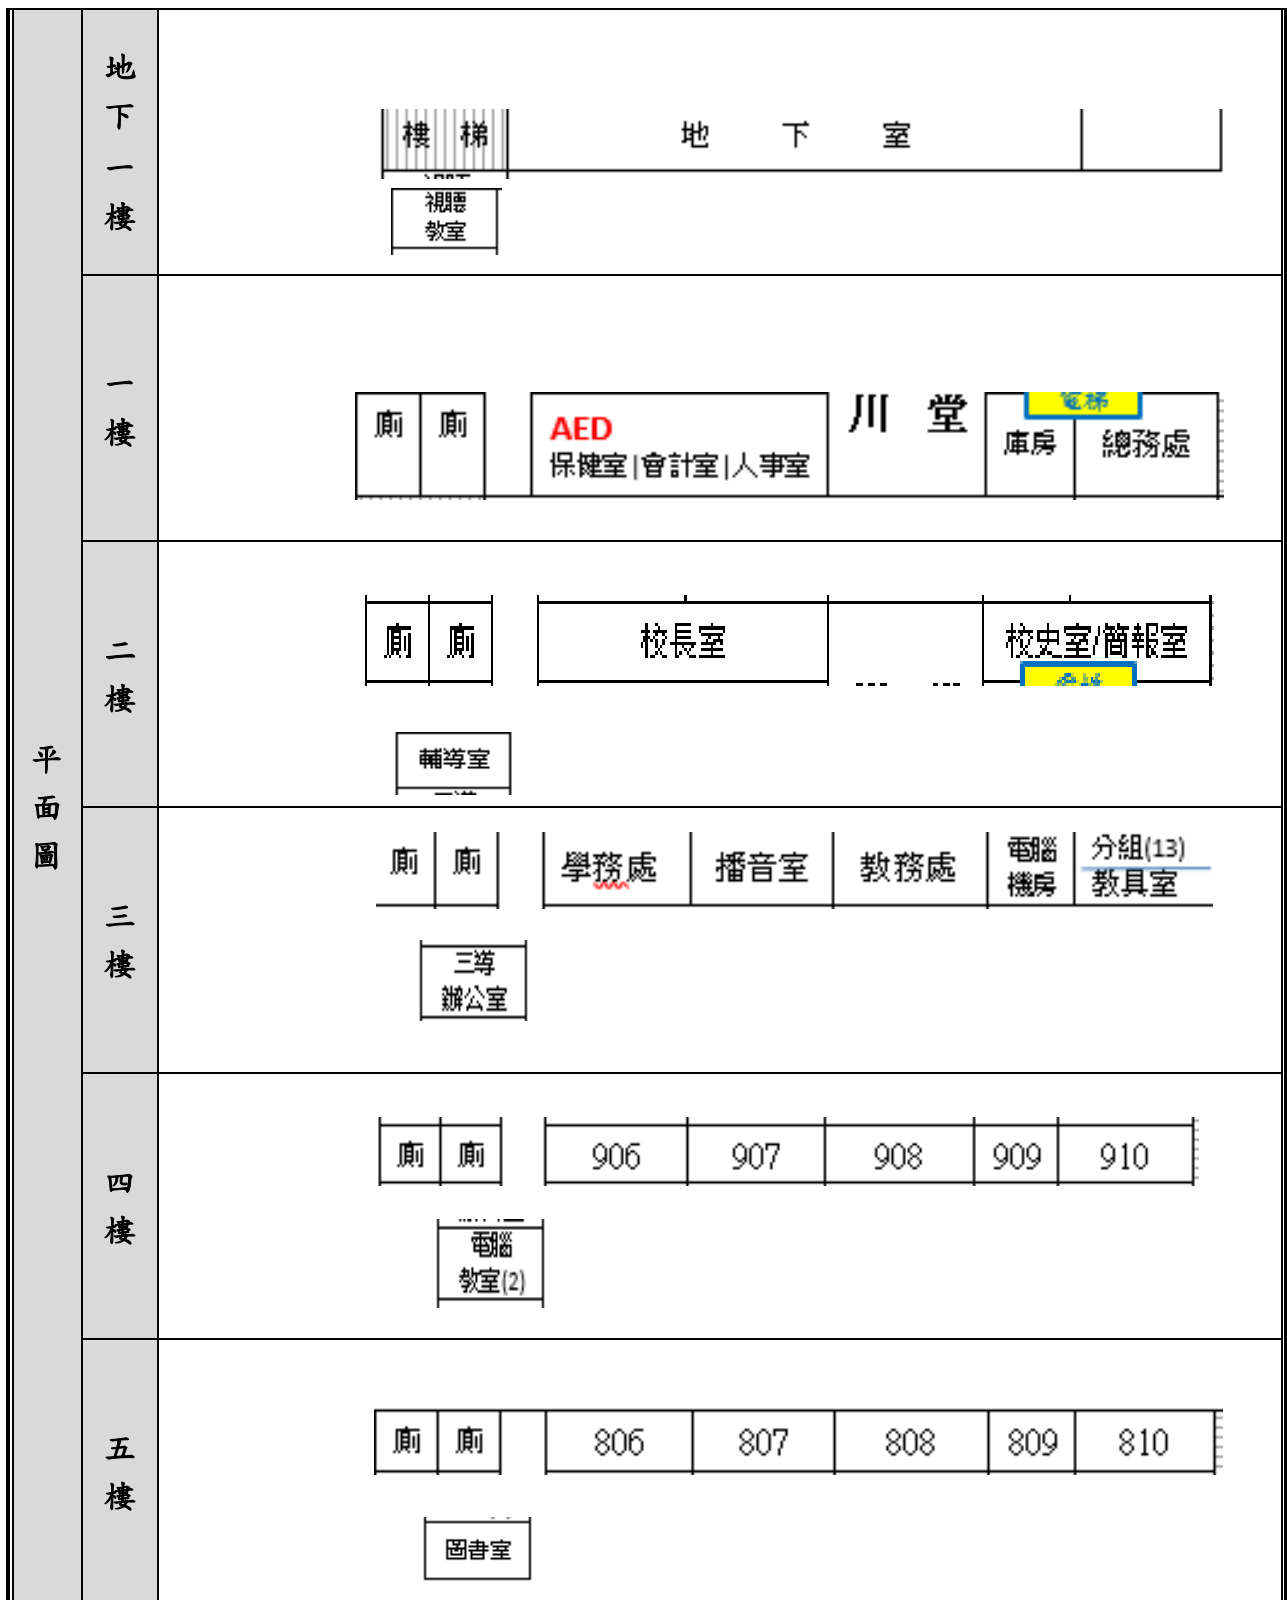 平面圖
地下一樓
樓 梯 地 下 室
視聽
教室
一樓
廁 廁 AED 川 堂 電梯
保健室|會計室|人事室 庫房 總務處
二樓
廁 廁 校長室 校史室/簡報室
輔導室
三樓
廁 廁 學務處 播音室 教務處 電腦機房 分組(13)
教具室
三導
辦公室
四樓
廁 廁 906 907 908 909 910
電腦
教室(2)
五樓
廁 廁 806 807 808 809 810
圖書室